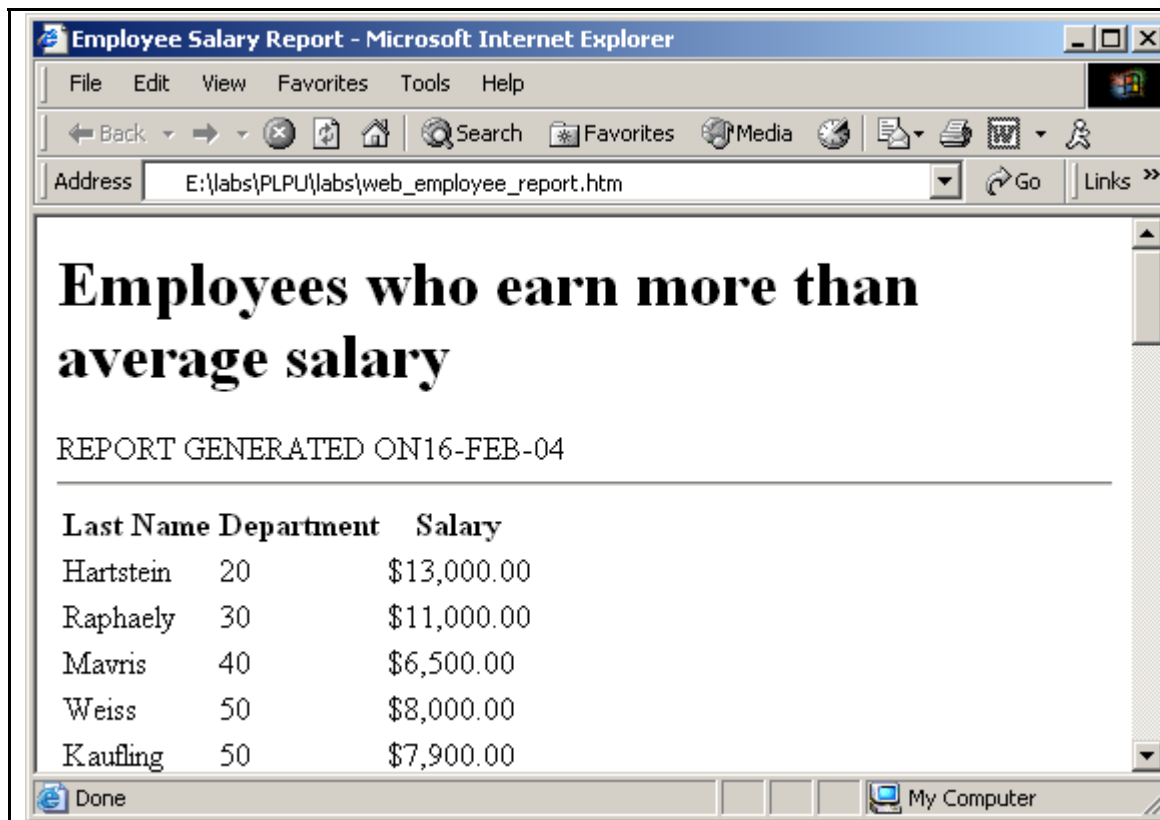 Employee Salary Report - Microsoft Internet Explorer
File Edit View Favorites Tools Help
Back Search Favorites Media
Address E:\labs\PLPU\labs\web_employee_report.htm Go Links »
Employees who earn more than
average salary
REPORT GENERATED ON16-FEB-04
Last Name Department Salary
Hartstein 20 $13,000.00
Raphaely 30 $11,000.00
Mavris 40 $6,500.00
Weiss 50 $8,000.00
Kaufling 50 $7,900.00
Done My Computer